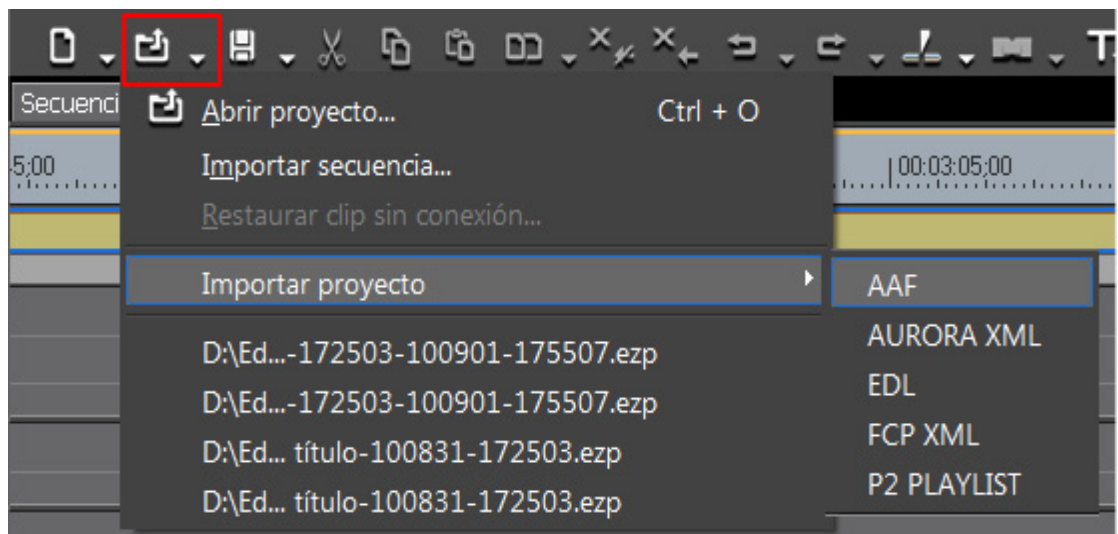 T
Secuenci
Abrir proyecto... Ctrl + O
5;00
Importar secuencia...
00:03:05;00
Restaurar clip sin conexión...
Importar proyecto
AAF
AURORA XML
EDL
FCP XML
P2 PLAYLIST
D:\Ed...-172503-100901-175507.ezp
D:\Ed...-172503-100901-175507.ezp
D:\Ed... título-100831-172503.ezp
D:\Ed... título-100831-172503.ezp